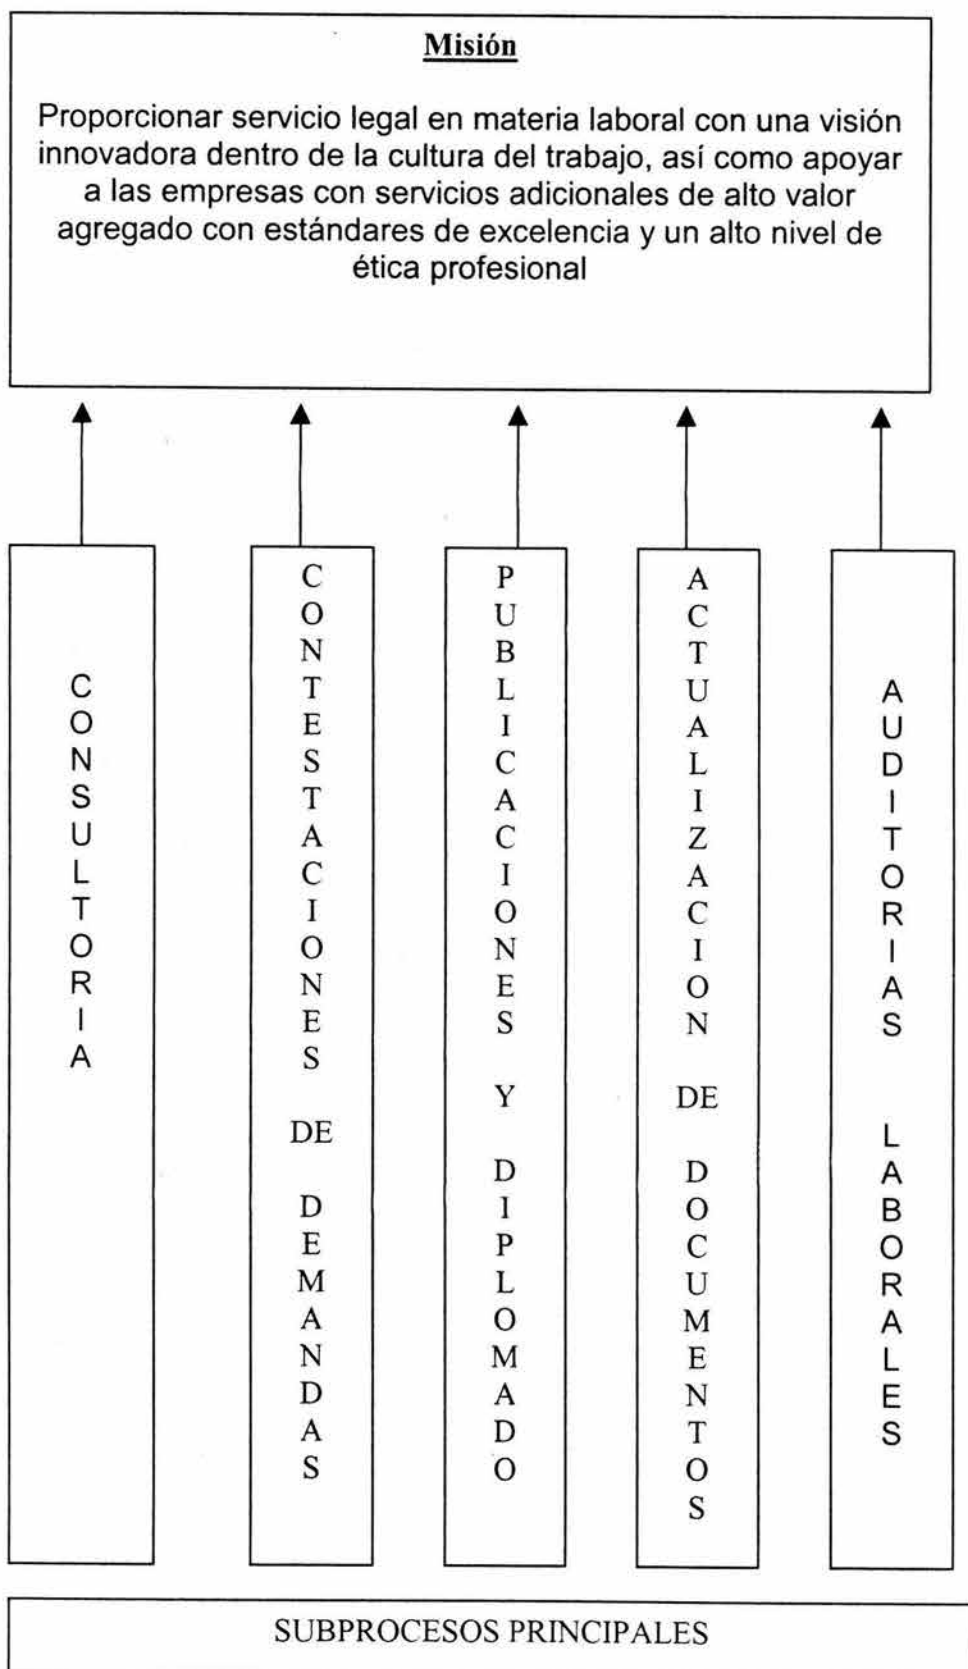 Misión
Proporcionar servicio legal en materia laboral con una visión
innovadora dentro de la cultura del trabajo, así como apoyar
a las empresas con servicios adicionales de alto valor
agregado con estándares de excelencia y un alto nivel de
ética profesional
CONSULTORIA
CONTESTACIONES DE DEMANDAS
PUBLICACIONES Y DIPLOMADO
ACTUALIZACION DE DOCUMENTOS
AUDITORIAS LABORALES
SUBPROCESOS PRINCIPALES